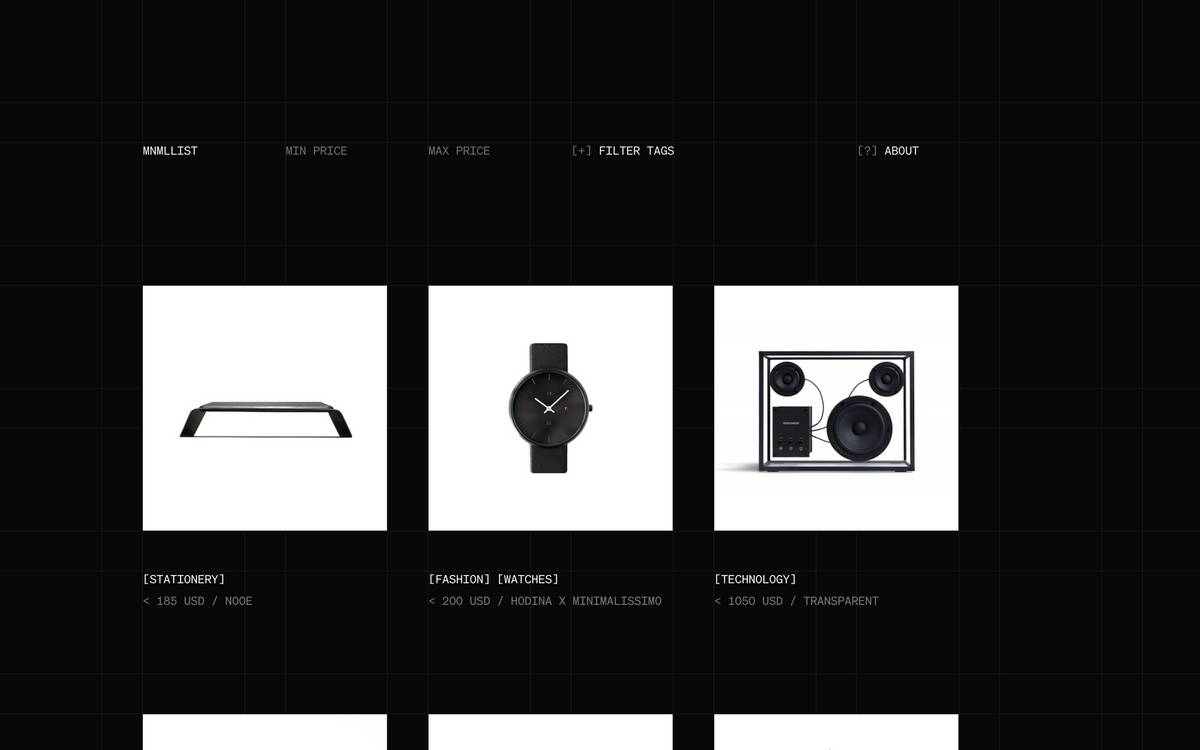 MNMLLIST
MIN PRICE
MAX PRICE
[+] FILTER TAGS
[?] ABOUT
[STATIONERY]
< 185 USD / NOOE
[FASHION] [WATCHES]
< 200 USD / HODINA X MINIMALISSIMO
[TECHNOLOGY]
< 1050 USD / TRANSPARENT